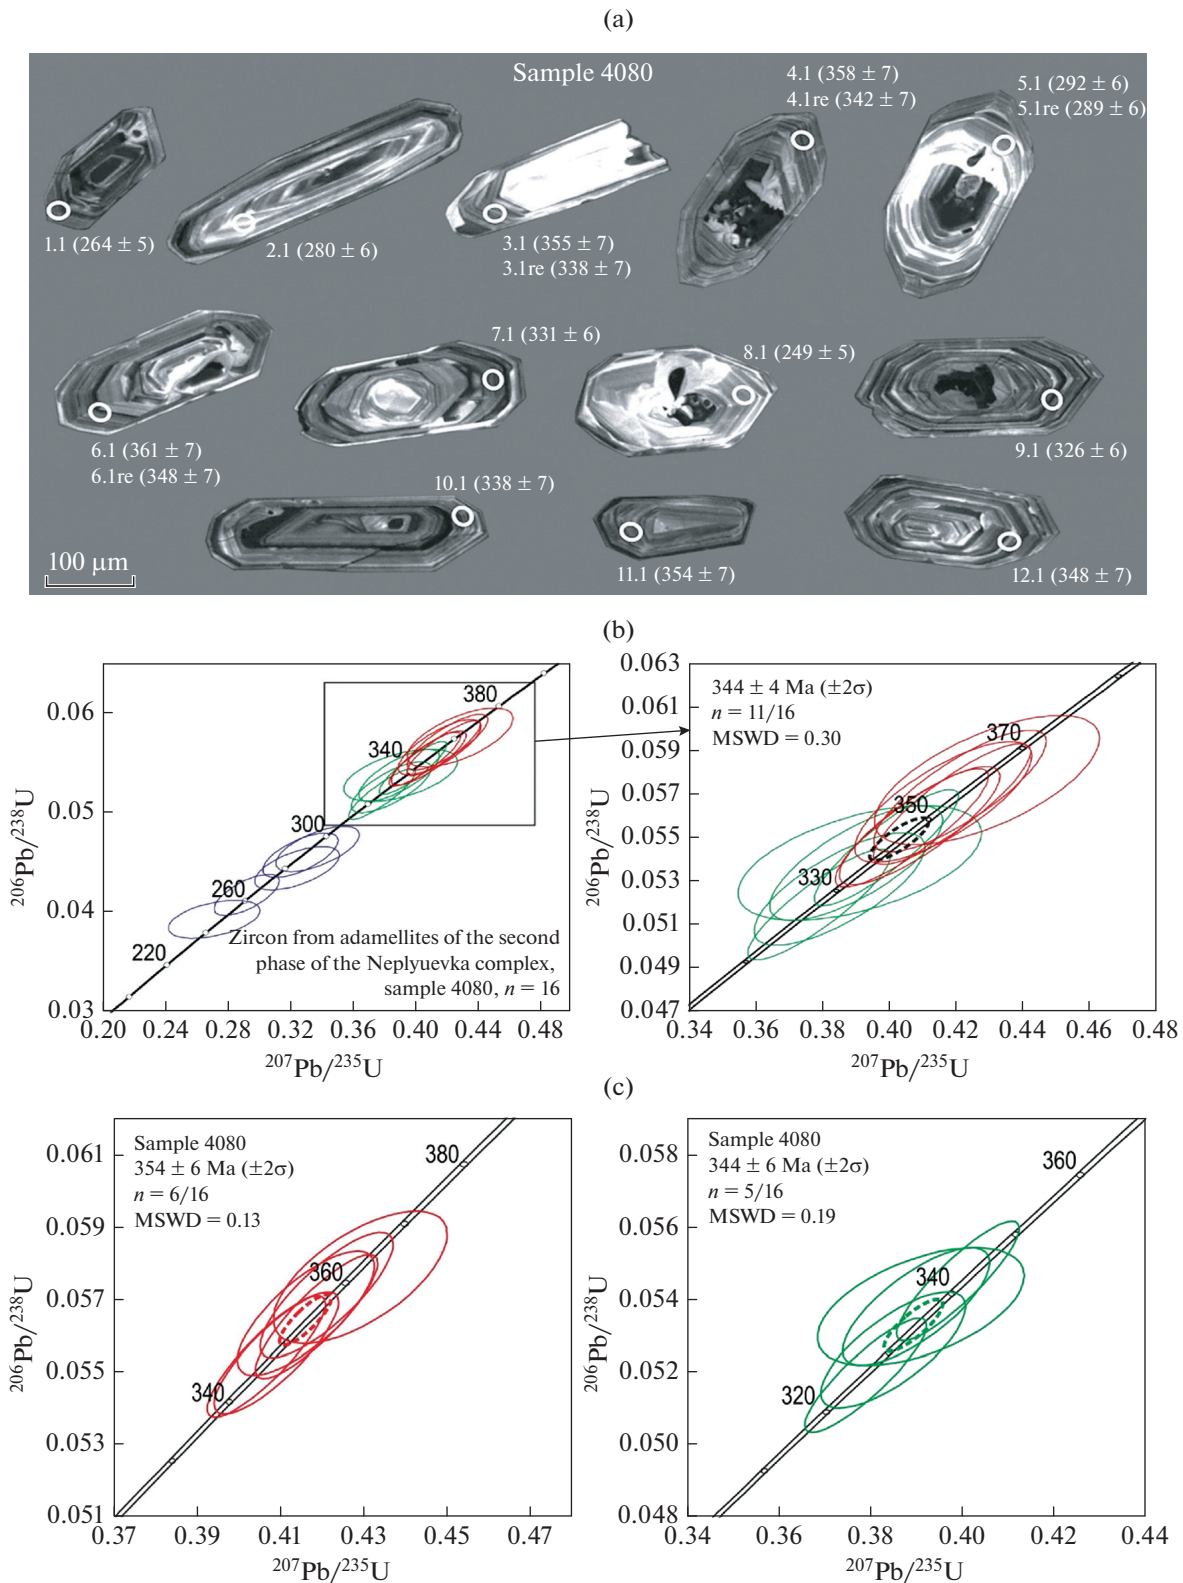 (a)
Sample 4080
4.1 (358 ± 7)
4.1re (342 ± 7)
5.1 (292 ± 6)
5.1re (289 ± 6)
1.1 (264 ± 5)
2.1 (280 ± 6)
3.1 (355 ± 7)
3.1re (338 ± 7)
7.1 (331 ± 6)
8.1 (249 ± 5)
6.1 (361 ± 7)
6.1re (348 ± 7)
9.1 (326 ± 6)
10.1 (338 ± 7)
100 µm
11.1 (354 ± 7)
12.1 (348 ± 7)
(b)
206Pb/238U
0.06
0.05
0.04
0.03
380
340
300
260
220
Zircon from adamellites of the second
phase of the Neplyuevka complex,
sample 4080, n = 16
0.20 0.24 0.28 0.32 0.36 0.40 0.44 0.48
207Pb/235U
206Pb/238U
0.063
0.061
0.059
0.057
0.055
0.053
0.051
0.049
0.047
344 ± 4 Ma (±2σ)
n = 11/16
MSWD = 0.30
370
350
330
0.34 0.36 0.38 0.40 0.42 0.44 0.46 0.48
207Pb/235U
(c)
206Pb/238U
0.061
0.059
0.057
0.055
0.053
0.051
Sample 4080
354 ± 6 Ma (±2σ)
n = 6/16
MSWD = 0.13
380
360
340
0.37 0.39 0.41 0.43 0.45 0.47
207Pb/235U
206Pb/238U
0.058
0.056
0.054
0.052
0.050
0.048
Sample 4080
344 ± 6 Ma (±2σ)
n = 5/16
MSWD = 0.19
360
340
320
0.34 0.36 0.38 0.40 0.42 0.44
207Pb/235U